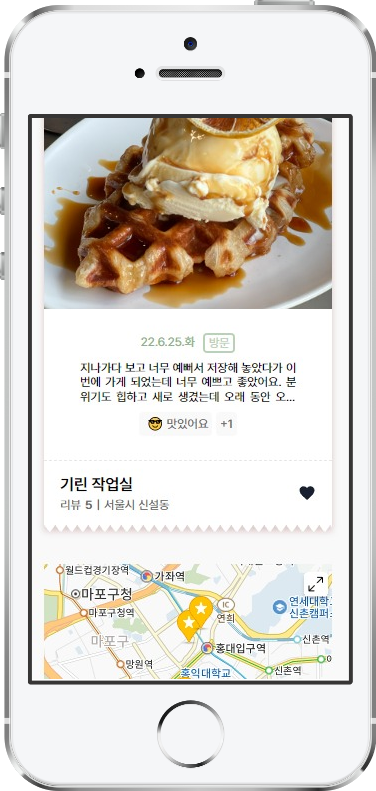 22.6.25.화 방문
지나가다 보고 너무 예뻐서 저장해 놓았다가 이
번에 가게 되었는데 너무 예쁘고 좋았어요. 분
위기도 힙하고 새로 생겼는데 오래 동안 오...
맛있어요 +1
기린 작업실
리뷰 5 | 서울시 신설동
월드컵경기장역
가좌역
마포구청
마포구청역
IC
연희
연세대학
신촌캠퍼
마포구
신촌역
홍대입구역
망원역
홍익대학교
신촌역